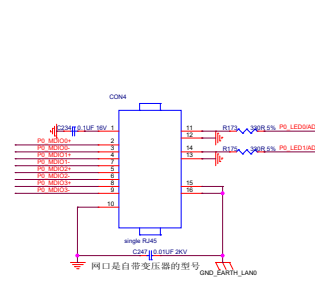 CON4
C234 0.1UF 16V 1
11 R173 330R,5% P0_LED0/AD
12
P0_MDIO0+ 2
P0_MDIO0- 3
P0_MDIO1+ 4
P0_MDIO1- 7
P0_MDIO2+ 5
P0_MDIO2- 6
P0_MDIO3+ 8
P0_MDIO3- 9
14 R175 330R,5% P0_LED1/AD
13
15
16
10
single RJ45
C247 0.01UF 2KV
网口是自带变压器的型号
GND_EARTH_LAN0